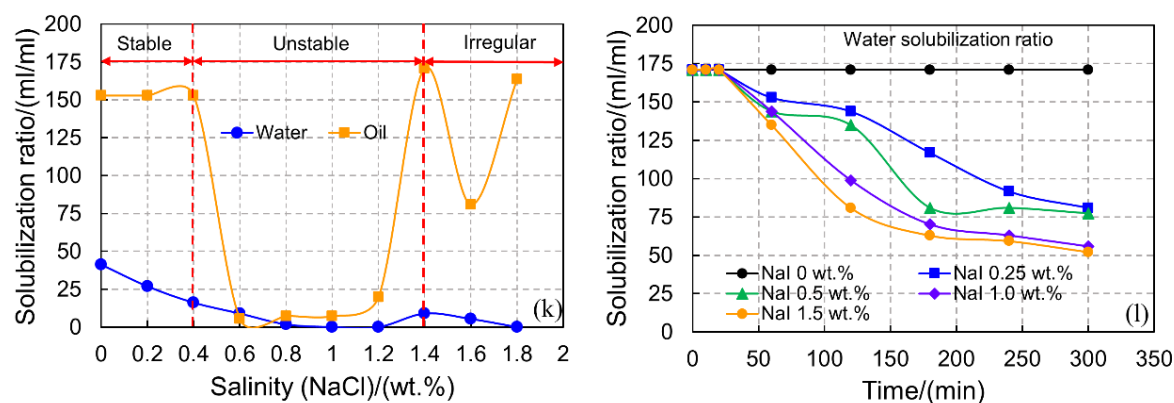 200
175
150
125
100
75
50
25
0
Solubilization ratio/(ml/ml)
Stable
Unstable
Irregular
Water
Oil
(k)
0 0.2 0.4 0.6 0.8 1.0 1.2 1.4 1.6 1.8 2
Salinity (NaCl)/(wt.%)
200
175
150
125
100
75
50
25
0
Solubilization ratio/(ml/ml)
Water solubilization ratio
NaI 0 wt.% NaI 0.25 wt.%
NaI 0.5 wt.% NaI 1.0 wt.%
NaI 1.5 wt.%
(l)
0 50 100 150 200 250 300 350
Time/(min)